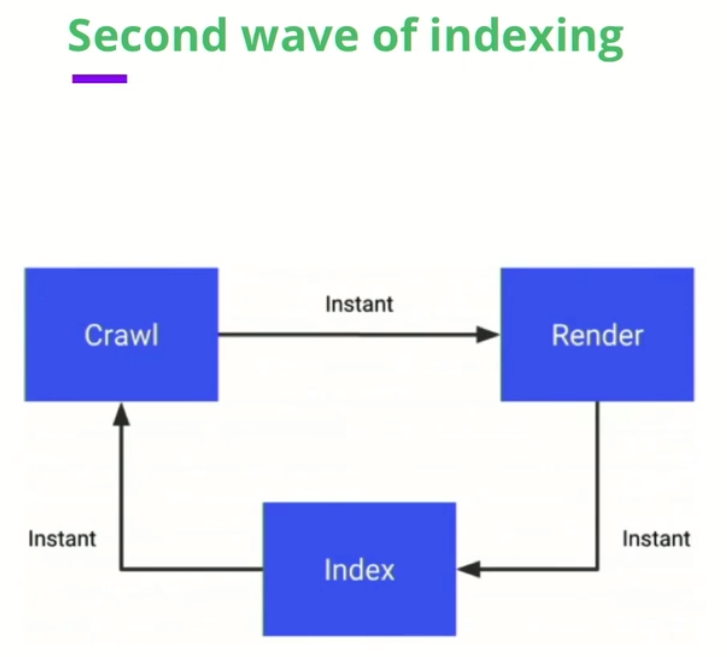 Second wave of indexing
Instant
Crawl
Render
Instant
Instant
Index